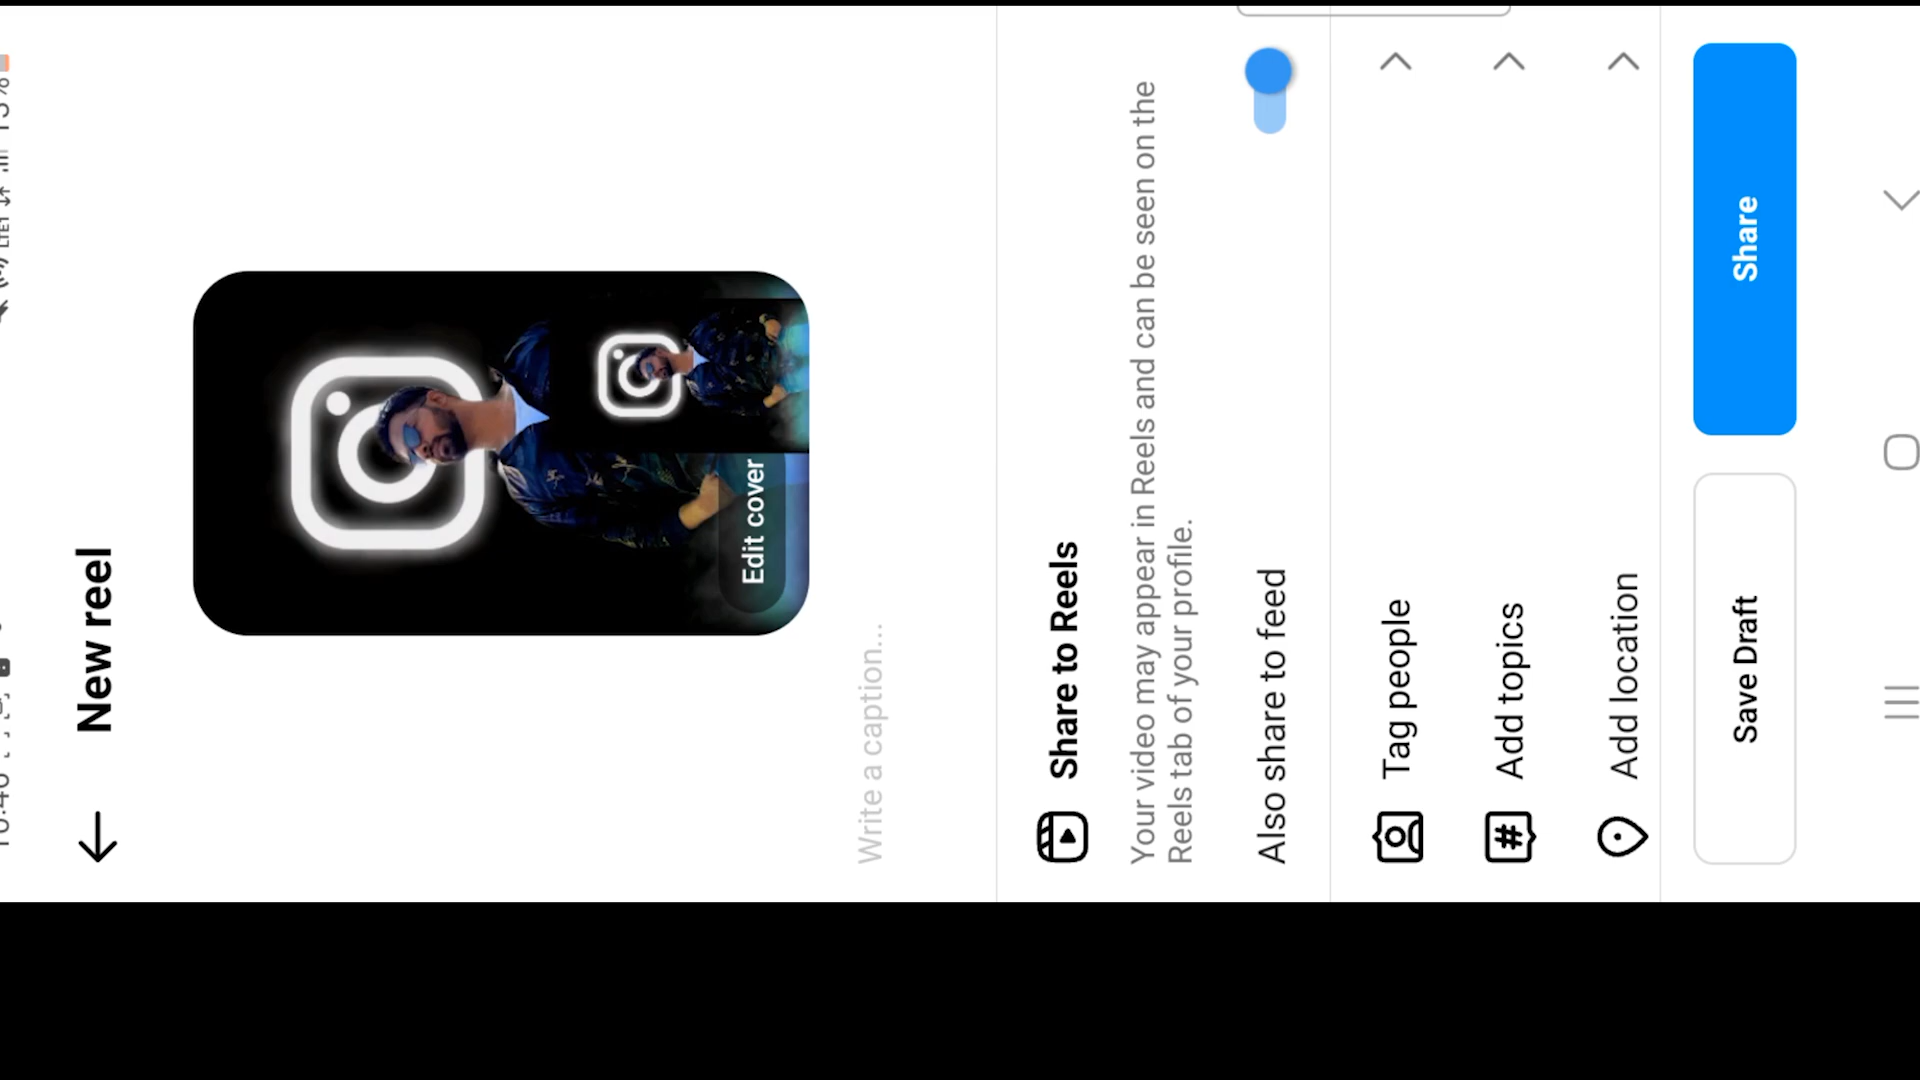 New reel
Edit cover
Write a caption...
Share to Reels
Your video may appear in Reels and can be seen on the
Reels tab of your profile.
Also share to feed
Tag people
Add topics
Add location
Save Draft
Share